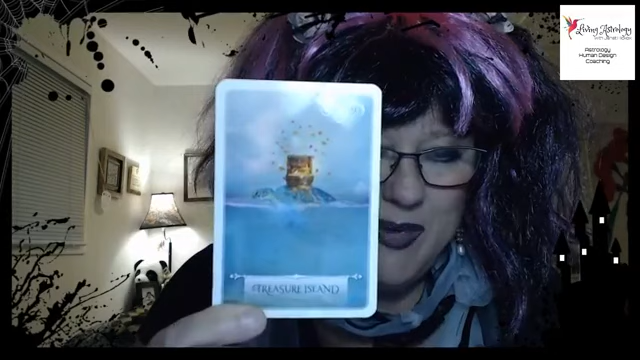 Living Astrology
Astrology
Human Design
Coaching
TREASURE ISLAND